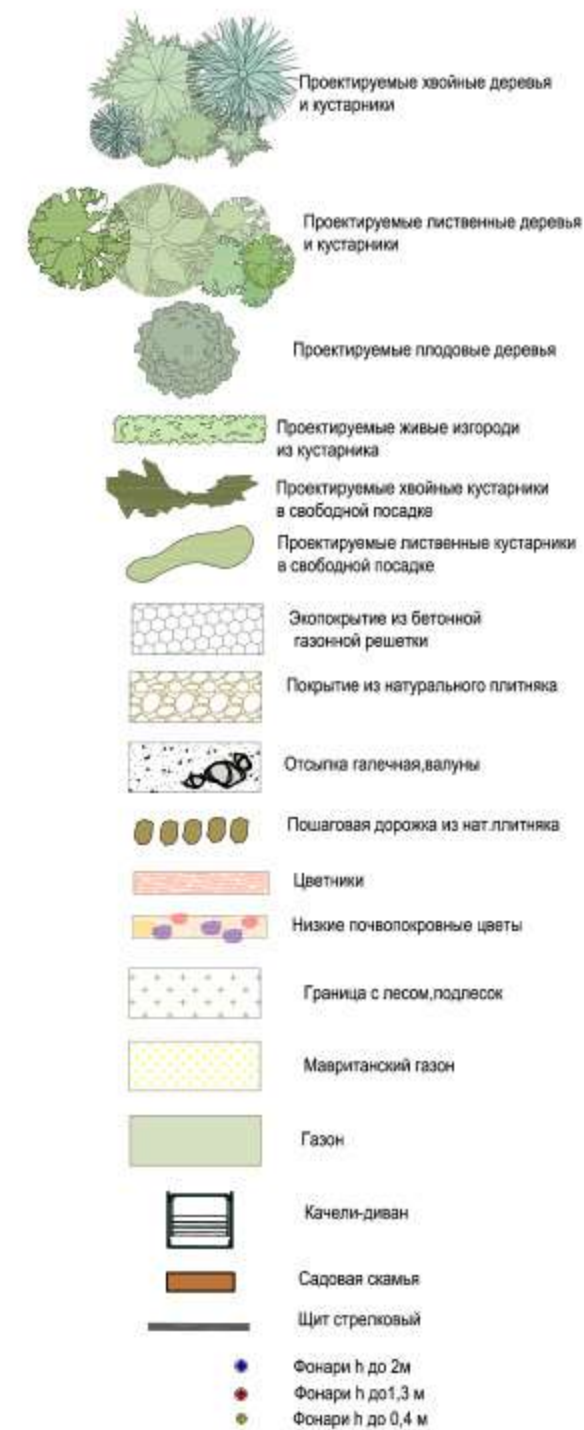 Проектируемые хвойные деревья
и кустарники
Проектируемые лиственные деревья
и кустарники
Проектируемые плодовые деревья
Проектируемые живые изгороди
из кустарника
Проектируемые хвойные кустарники
в свободной посадке
Проектируемые лиственные кустарники
в свободной посадке
Экопокрытие из бетонной
газонной решетки
Покрытие из натурального плитняка
Отсыпка галечная,валуны
Пошаговая дорожка из нат.плитняка
Цветники
Низкие почвопокровные цветы
Граница с лесом,подлесок
Мавританский газон
Газон
Качели-диван
Садовая скамья
Щит стрелковый
Фонари h до 2м
Фонари h до1,3 м
Фонари h до 0,4 м